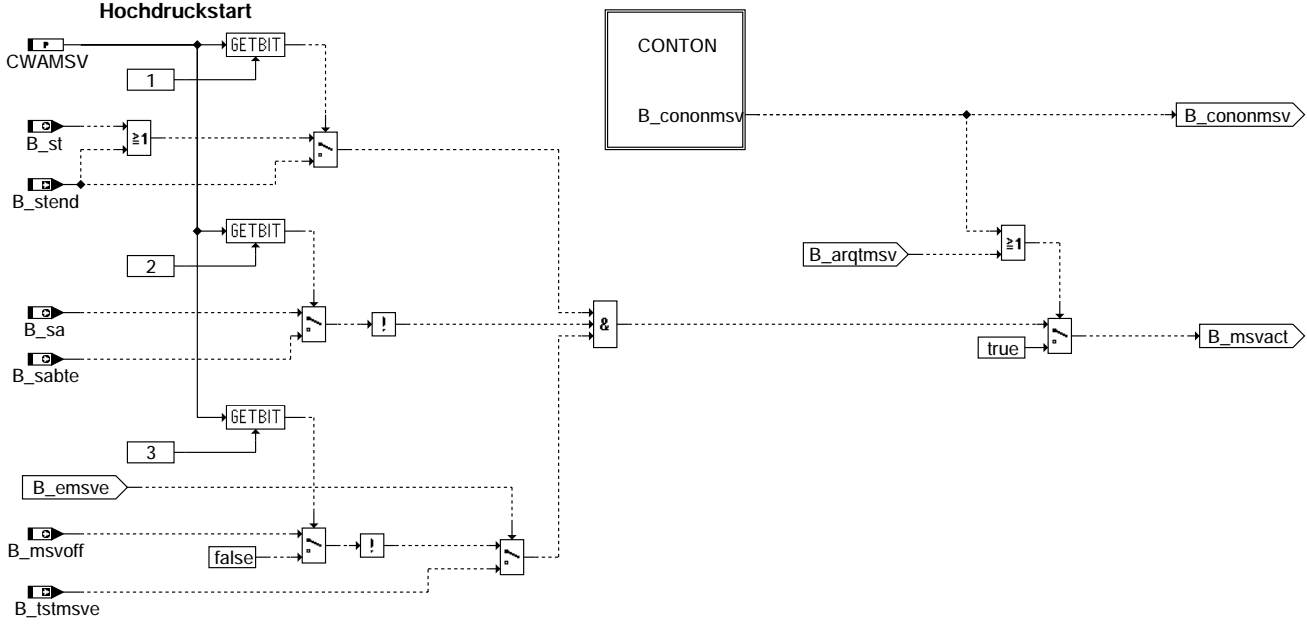 Hochdruckstart
P
CWAMSV
GETBIT
1
B_st
≥1
B_stend
GETBIT
2
B_sa
!
B_sabte
GETBIT
3
B_emsve
B_msvoff
false
!
B_tstmsve
&
CONTON
B_cononmsv
B_cononmsv
B_arqtmsv
≥1
true
B_msvact